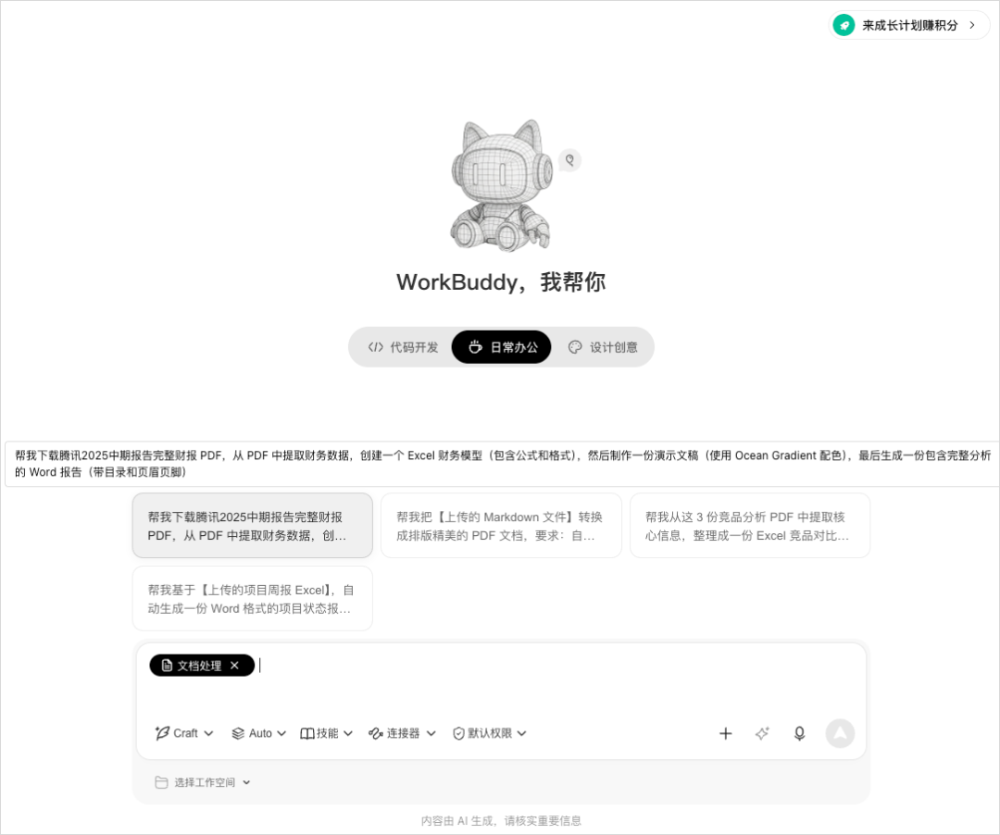 来成长计划赚积分
WorkBuddy，我帮你
代码开发
日常办公
设计创意
帮我下载腾讯2025中期报告完整财报 PDF，从 PDF 中提取财务数据，创建一个 Excel 财务模型（包含公式和格式），然后制作一份演示文稿（使用 Ocean Gradient 配色），最后生成一份包含完整分析
的 Word 报告（带目录和页眉页脚）
帮我下载腾讯2025中期报告完整财报
PDF，从 PDF 中提取财务数据，创...
帮我把【上传的 Markdown 文件】转换
成排版精美的 PDF 文档，要求：自...
帮我从这 3 份竞品分析 PDF 中提取核
心信息，整理成一份 Excel 竞品对比...
帮我基于【上传的项目周报 Excel】，自
动生成一份 Word 格式的项目状态报...
文档处理
Craft
Auto
技能
连接器
默认权限
选择工作空间
内容由 AI 生成，请核实重要信息